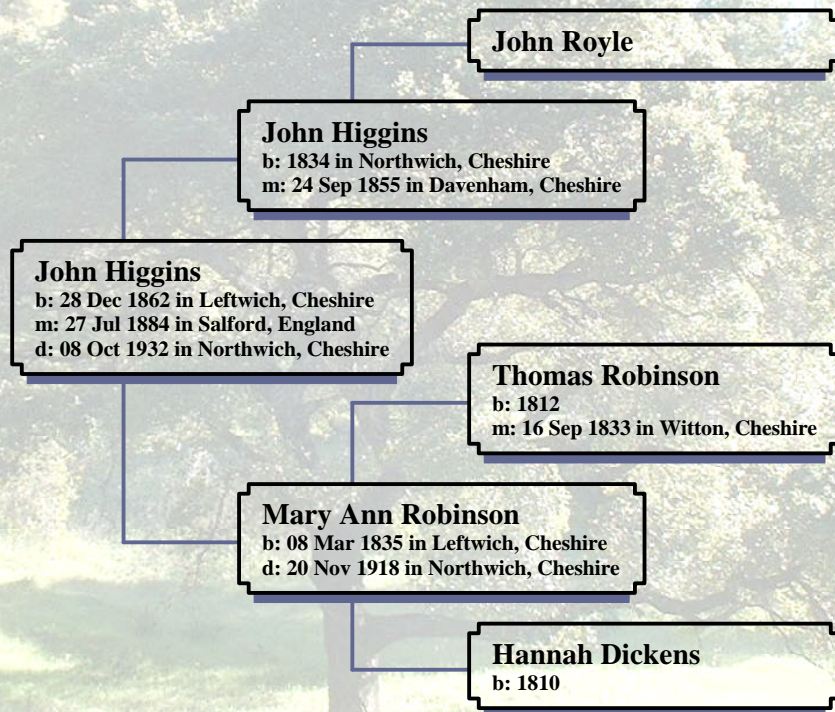 John Royle
John Higgins
b: 1834 in Northwich, Cheshire
m: 24 Sep 1855 in Davenham, Cheshire
John Higgins
b: 28 Dec 1862 in Leftwich, Cheshire
m: 27 Jul 1884 in Salford, England
d: 08 Oct 1932 in Northwich, Cheshire
Thomas Robinson
b: 1812
m: 16 Sep 1833 in Witton, Cheshire
Mary Ann Robinson
b: 08 Mar 1835 in Leftwich, Cheshire
d: 20 Nov 1918 in Northwich, Cheshire
Hannah Dickens
b: 1810